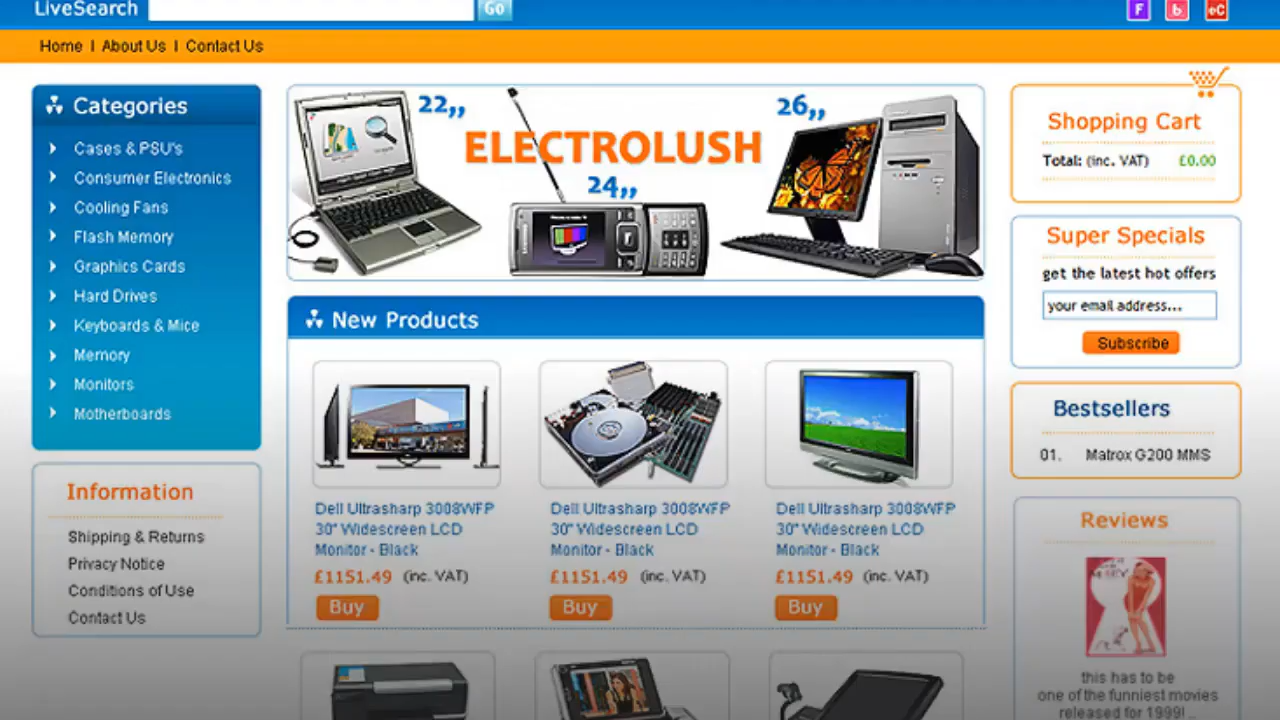 LiveSearch
Go
F
b
eC
Home I About Us I Contact Us
Categories
Cases & PSU's
Consumer Electronics
Cooling Fans
Flash Memory
Graphics Cards
Hard Drives
Keyboards & Mice
Memory
Monitors
Motherboards
Information
Shipping & Returns
Privacy Notice
Conditions of Use
Contact Us
22,,
ELECTROLUSH
24,,
26,,
New Products
Dell Ultrasharp 3008WFP
30" Widescreen LCD
Monitor - Black
£1151.49 (inc. VAT)
Buy
Dell Ultrasharp 3008WFP
30" Widescreen LCD
Monitor - Black
£1151.49 (inc. VAT)
Buy
Dell Ultrasharp 3008WFP
30" Widescreen LCD
Monitor - Black
£1151.49 (inc. VAT)
Buy
Shopping Cart
Total: (inc. VAT) £0.00
Super Specials
get the latest hot offers
your email address...
Subscribe
Bestsellers
01. Matrox G200 MMS
Reviews
this has to be
one of the funniest movies
released for 1999!